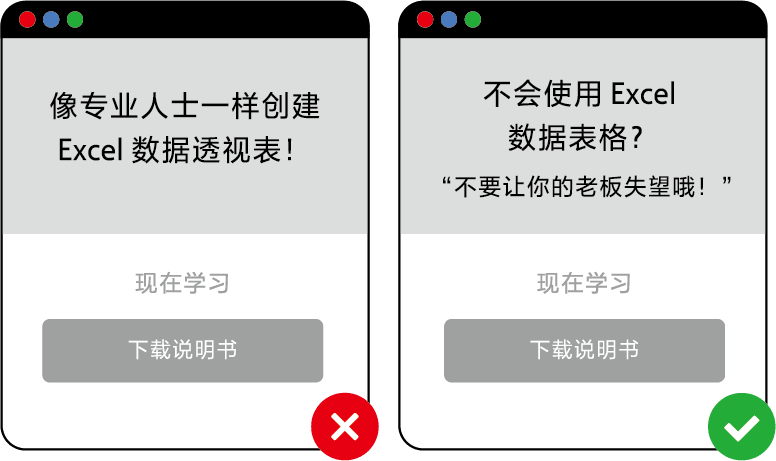 像专业人士一样创建
Excel 数据透视表！
现在学习
下载说明书
不会使用 Excel
数据表格？
“不要让你的老板失望哦！”
现在学习
下载说明书